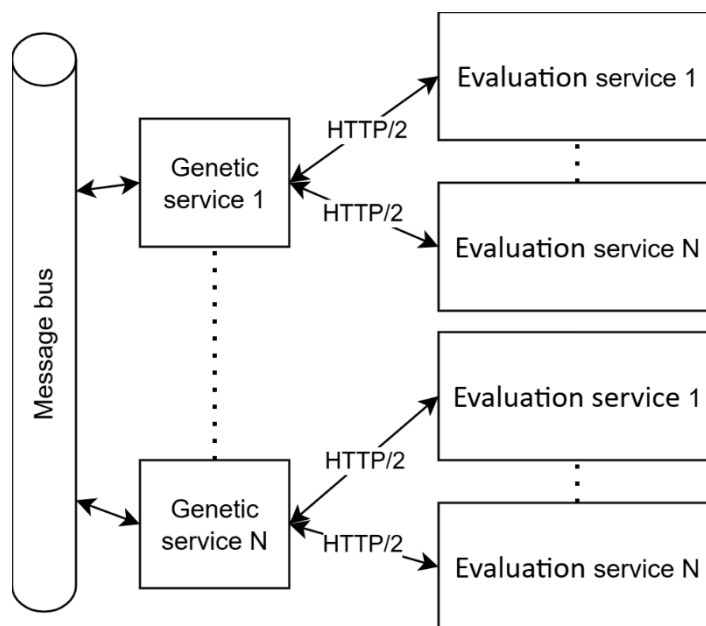 Message bus
Genetic
service 1
HTTP/2
HTTP/2
Evaluation service 1
Evaluation service N
Genetic
service N
HTTP/2
HTTP/2
Evaluation service 1
Evaluation service N